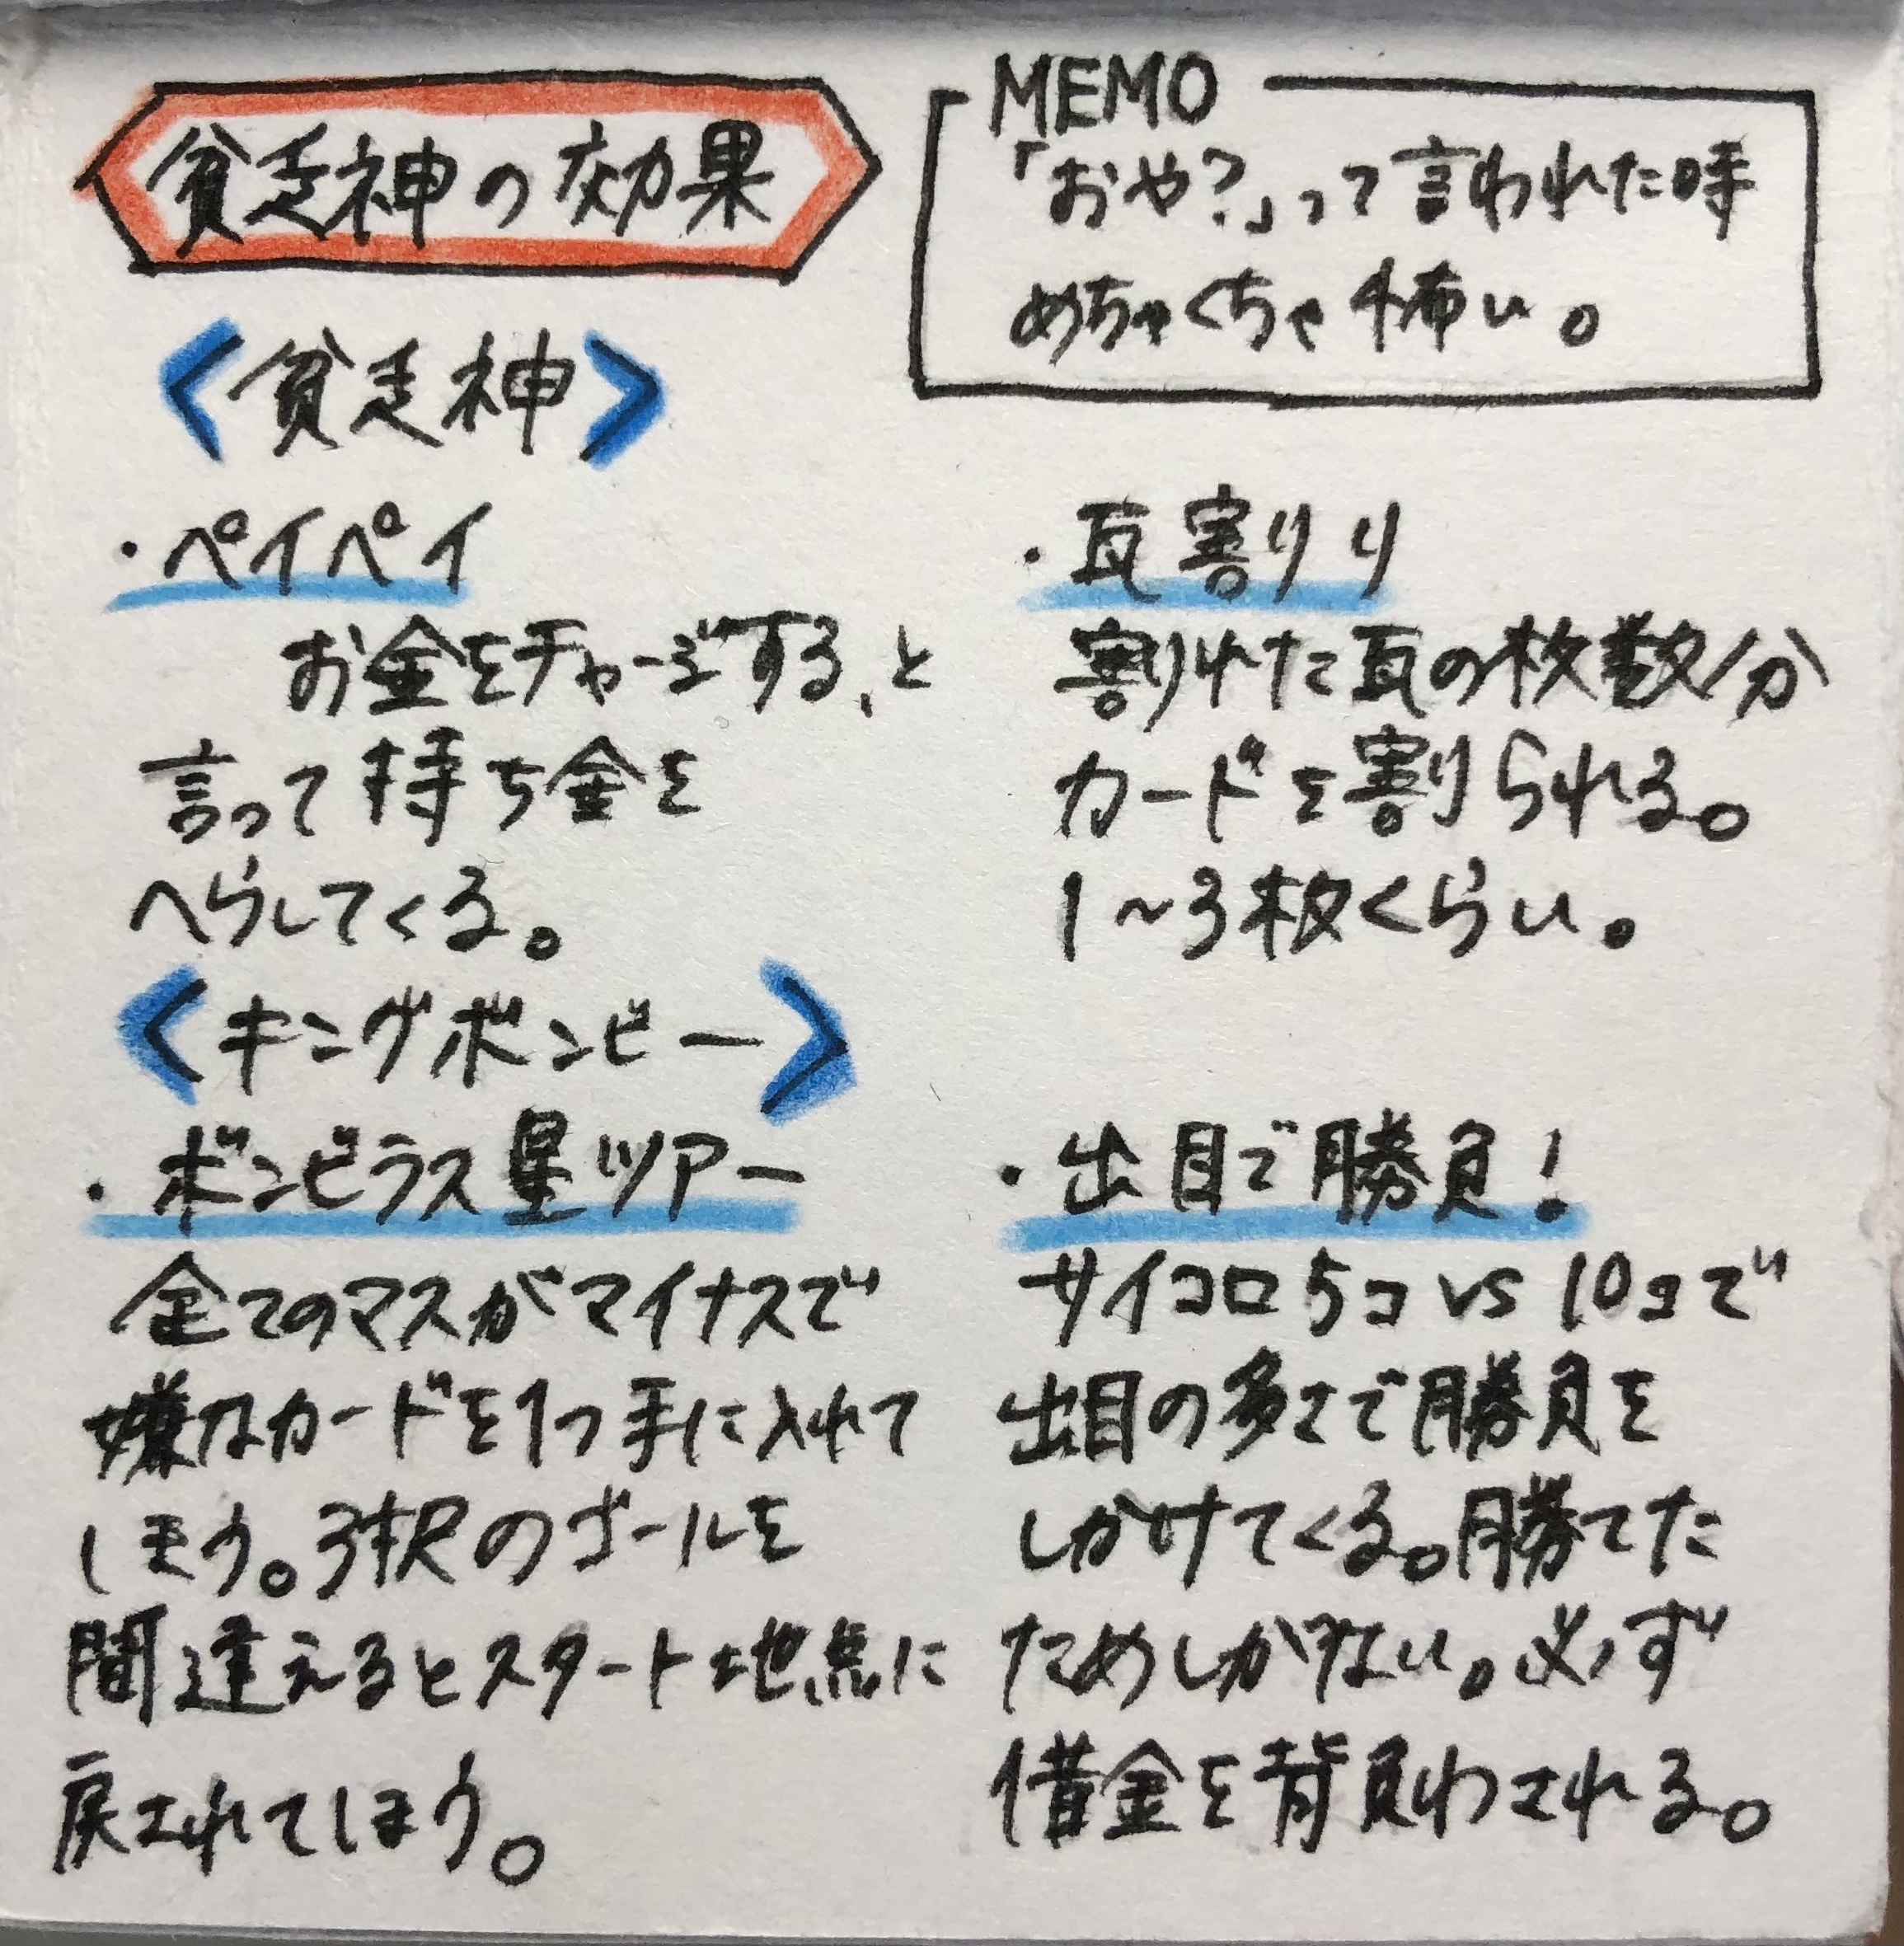 貧乏神の効果
MEMO
「おや?」って言われた時
めちゃくちゃ怖い。
<貧乏神>
・ペイペイ
お金をチャージする、と
言って持ち金を
へらしてくる。
・瓦割り
割れた瓦の枚数分
カードを割られる。
1～3枚くらい。
<キングボンビー>
・ボンビラス星ツアー
全てのマスがマイナスで
嫌なカードを1つ手に入れて
しまう。3択のゴールを
間違えるとスタート地点に
戻されてしまう。
・出目で勝負!
サイコロ5コvs10コで
出目の多さで勝負を
しかけてくる。勝てた
ためしがない。必ず
借金を背負わされる。